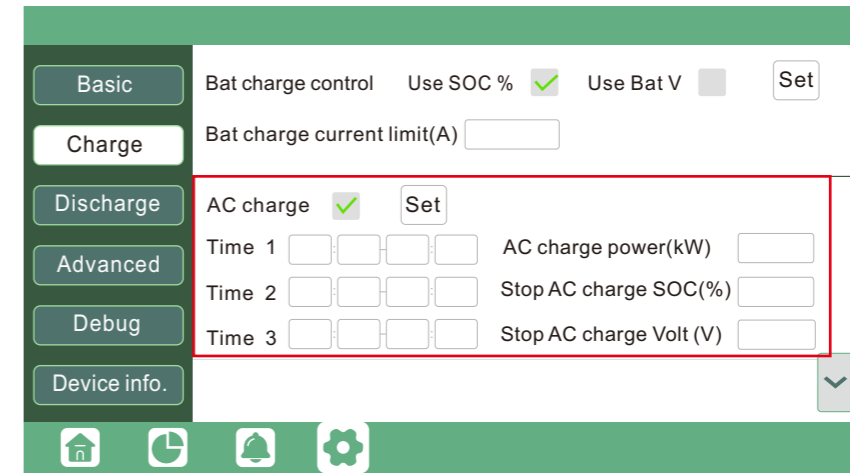 Basic
Charge
Discharge
Advanced
Debug
Device info.
Bat charge control Use SOC % Use Bat V Set
Bat charge current limit(A)
AC charge Set
Time 1 : - : AC charge power(kW)
Time 2 : - : Stop AC charge SOC(%)
Time 3 : - : Stop AC charge Volt (V)